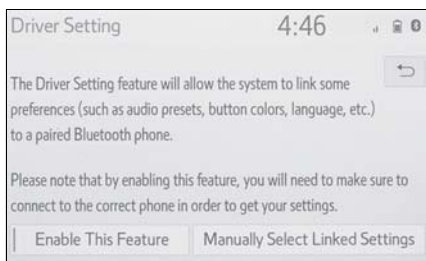 Driver Setting 4:46
The Driver Setting feature will allow the system to link some
preferences (such as audio presets, button colors, language, etc.)
to a paired Bluetooth phone.
Please note that by enabling this feature, you will need to make sure to
connect to the correct phone in order to get your settings.
Enable This Feature Manually Select Linked Settings